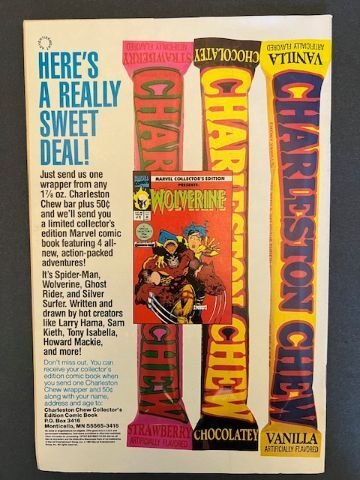 HERE'S
A REALLY
SWEET
DEAL!
Just send us one
wrapper from any
1⅞ oz. Charleston
Chew bar plus 50¢
and we'll send you
a limited collector's
edition Marvel comic
book featuring 4 all-
new, action-packed
adventures!
It's Spider-Man,
Wolverine, Ghost
Rider, and Silver
Surfer. Written and
drawn by hot creators
like Larry Hama, Sam
Kieth, Tony Isabella,
Howard Mackie,
and more!
Don't miss out. You can
receive your collector's
edition comic book when
you send one Charleston
Chew wrapper and 50¢
along with your name,
address and age to:
Charleston Chew Collector's
Edition Comic Book
P.O. Box 3416
Monticello, MN 55565-3416
STRAWBERRY
ARTIFICIALLY FLAVORED
CHARLESTON CHEW
STRAWBERRY
ARTIFICIALLY FLAVORED
CHOCOLATEY
CHARLESTON CHEW
CHOCOLATEY
VANILLA
ARTIFICIALLY FLAVORED
CHARLESTON CHEW
VANILLA
ARTIFICIALLY FLAVORED
MARVEL COLLECTOR'S EDITION
PRESENTS:
WOLVERINE